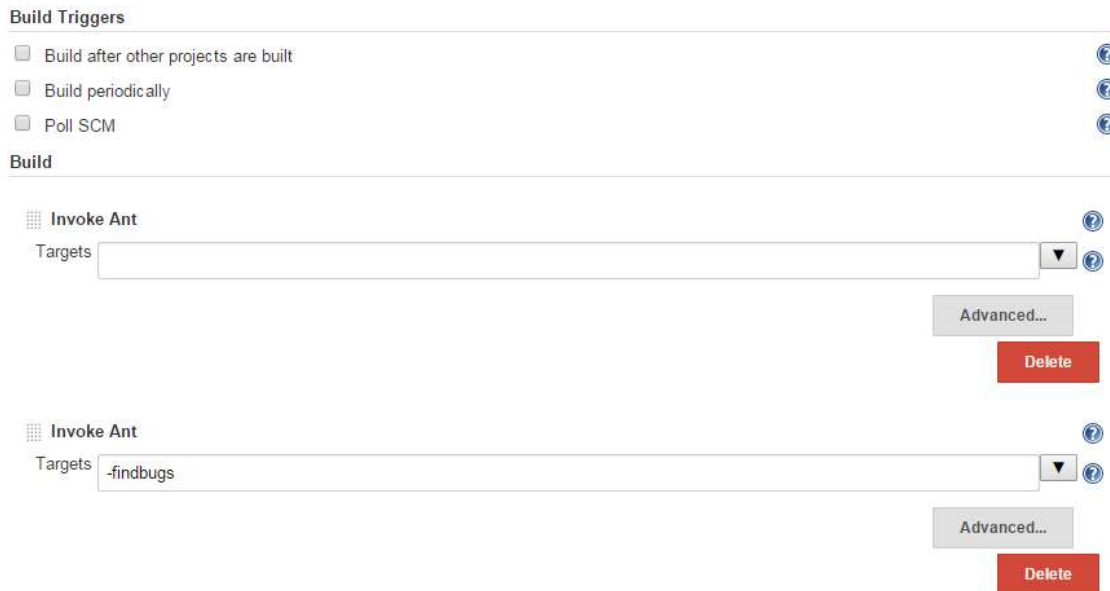 Build Triggers
Build after other projects are built
Build periodically
Poll SCM
Build
Invoke Ant
Targets
Advanced...
Delete
Invoke Ant
Targets -findbugs
Advanced...
Delete